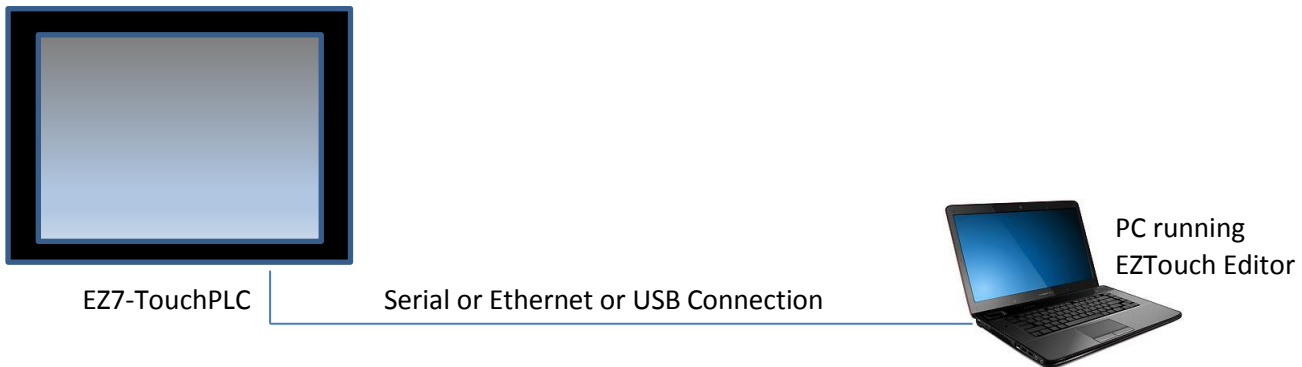 PC running
EZTouch Editor
EZ7-TouchPLC
Serial or Ethernet or USB Connection